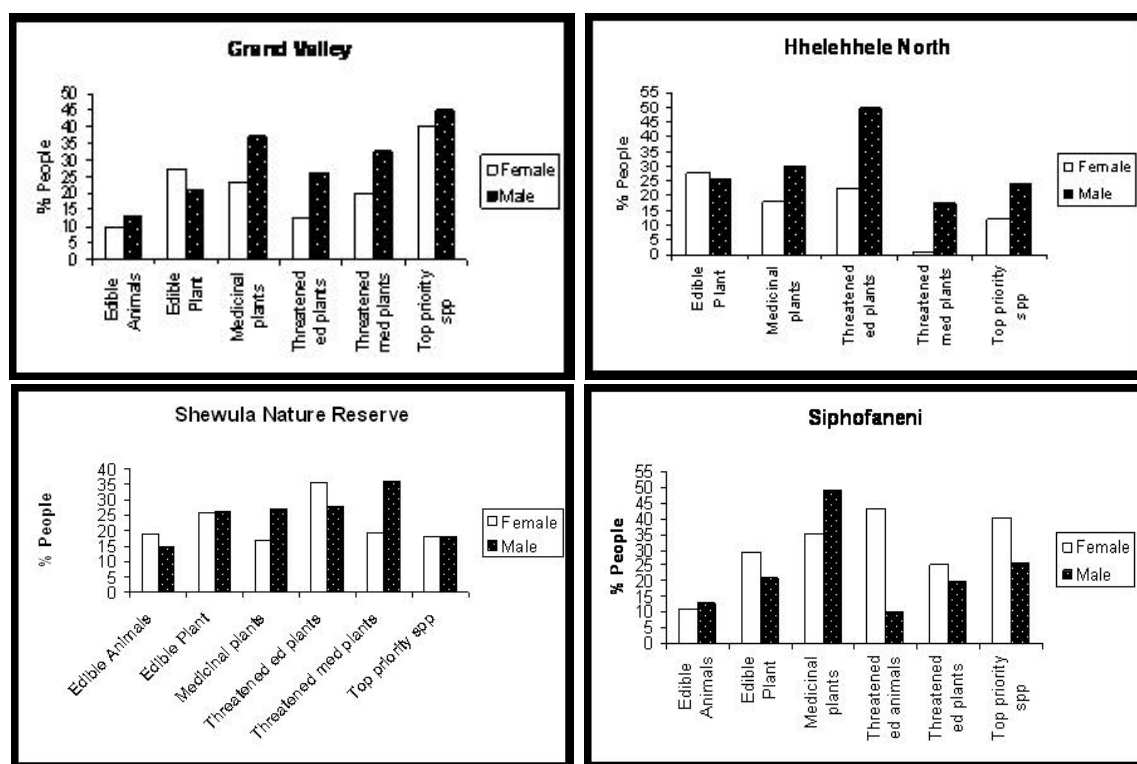 Grand Valley
% People
50
45
40
35
30
25
20
15
10
5
0
Edible
Animals
Edible
Plant
Medicinal
plants
Threatened
ed plants
Threatened
med plants
Top priority
spp
Female
Male
Hhelehhele North
% People
55
50
45
40
35
30
25
20
15
10
5
0
Edible
Plant
Medicinal
plants
Threatened
ed plants
Threatened
med plants
Top priority
spp
Female
Male
Shewula Nature Reserve
% People
40
35
30
25
20
15
10
5
0
Edible Animals
Edible Plant
Medicinal plants
Threatened ed plants
Threatened med plants
Top priority spp
Female
Male
Siphofaneni
% People
55
50
45
40
35
30
25
20
15
10
5
0
Edible
Animals
Edible
Plant
Medicinal
plants
Threatened
ed animals
Threatened
ed plants
Top priority
spp
Female
Male